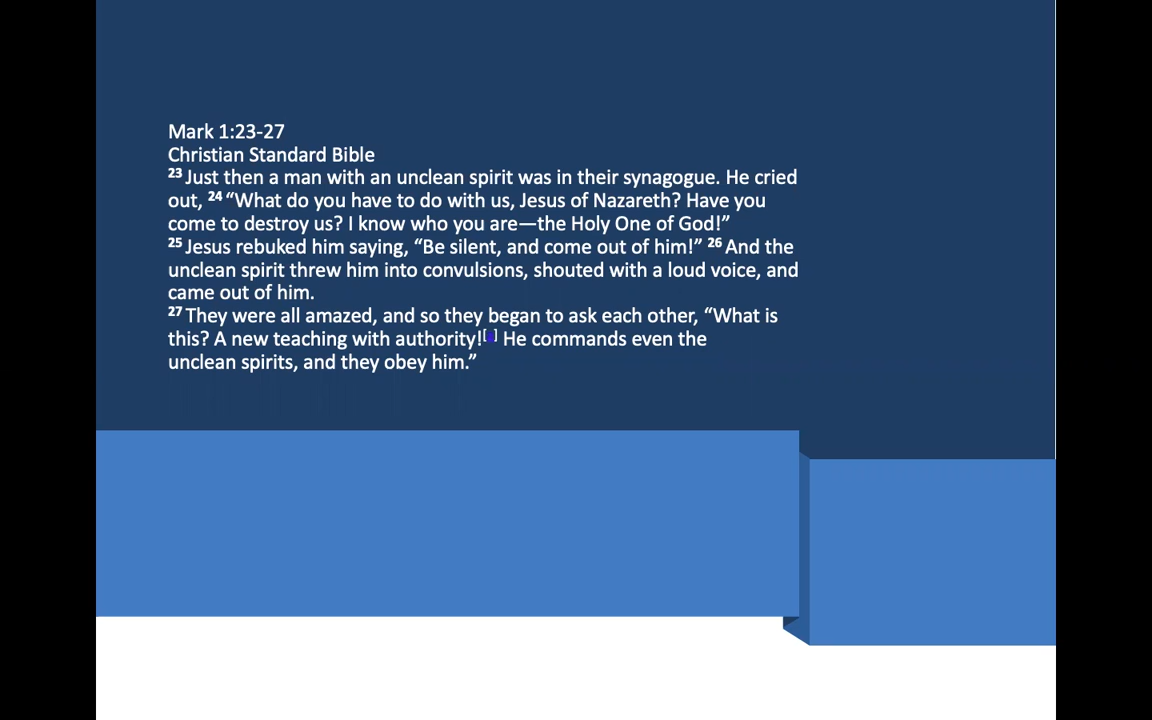 Mark 1:23-27
Christian Standard Bible
23 Just then a man with an unclean spirit was in their synagogue. He cried
out, 24 “What do you have to do with us, Jesus of Nazareth? Have you
come to destroy us? I know who you are—the Holy One of God!”
25 Jesus rebuked him saying, “Be silent, and come out of him!” 26 And the
unclean spirit threw him into convulsions, shouted with a loud voice, and
came out of him.
27 They were all amazed, and so they began to ask each other, “What is
this? A new teaching with authority![ ] He commands even the
unclean spirits, and they obey him.”